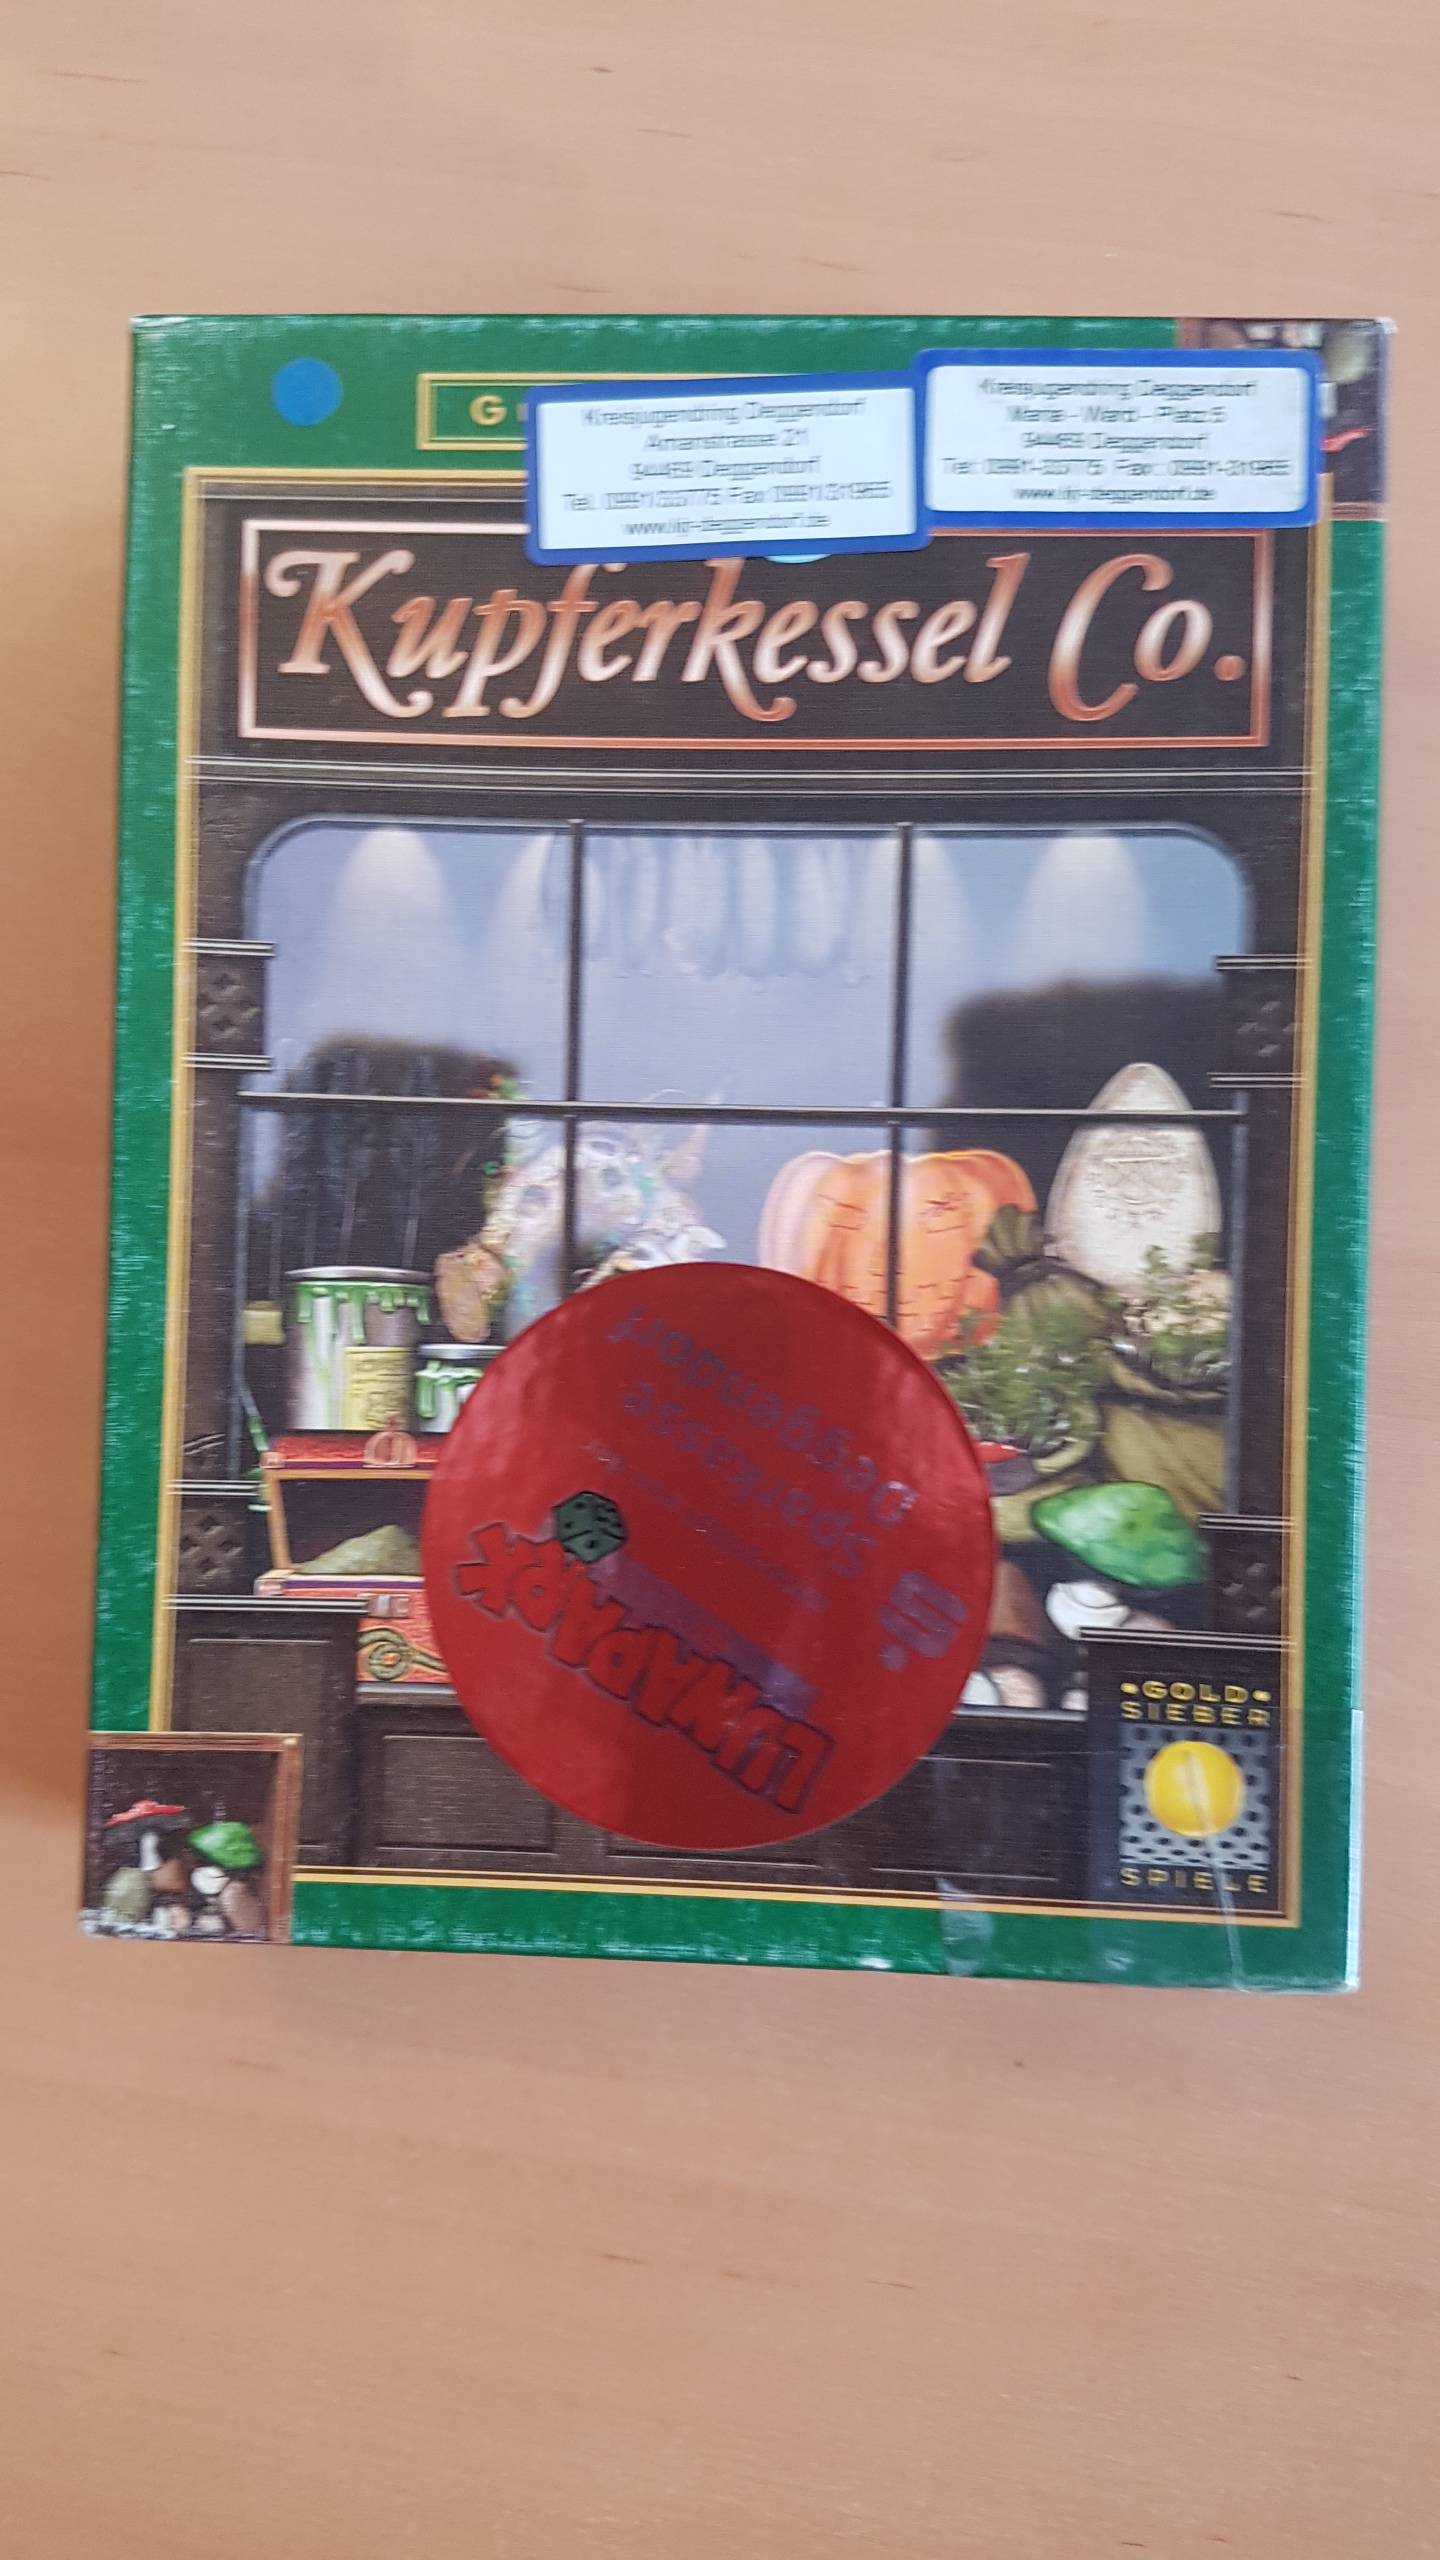 G
Kreisjugendring Deggendorf
Amanstrasse 21
94469 Deggendorf
www.kjr-deggendorf.de
Kreisjugendring Deggendorf
Maria - Ward - Platz 5
94469 Deggendorf
www.kjr-deggendorf.de
Kupferkessel Co.
LUMAPARK
Sparkasse
Deggendorf
GOLD
SIEBER
SPIELE